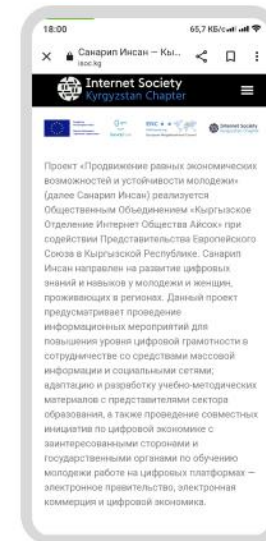 18:00
65,7 КБ/с
Санарип Инсан — Кы...
isoc.kg
Internet Society
Kyrgyzstan Chapter
Internet Society
Проект «Продвижение равных экономических
возможностей и устойчивости молодежи»
(далее Санарип Инсан) реализуется
Общественным Объединением «Кыргызское
Отделение Интернет Общества Айсок» при
содействии Представительства Европейского
Союза в Кыргызской Республике. Санарип
Инсан направлен на развитие цифровых
знаний и навыков у молодежи и женщин,
проживающих в регионах. Данный проект
предусматривает проведение
информационных мероприятий для
повышения уровня цифровой грамотности в
сотрудничестве со средствами массовой
информации и социальными сетями;
адаптацию и разработку учебно-методических
материалов с представителями сектора
образования, а также проведение совместных
инициатив по цифровой экономике с
заинтересованными сторонами и
государственными органами по обучению
молодежи работе на цифровых платформах —
электронное правительство, электронная
коммерция и цифровой экономика.